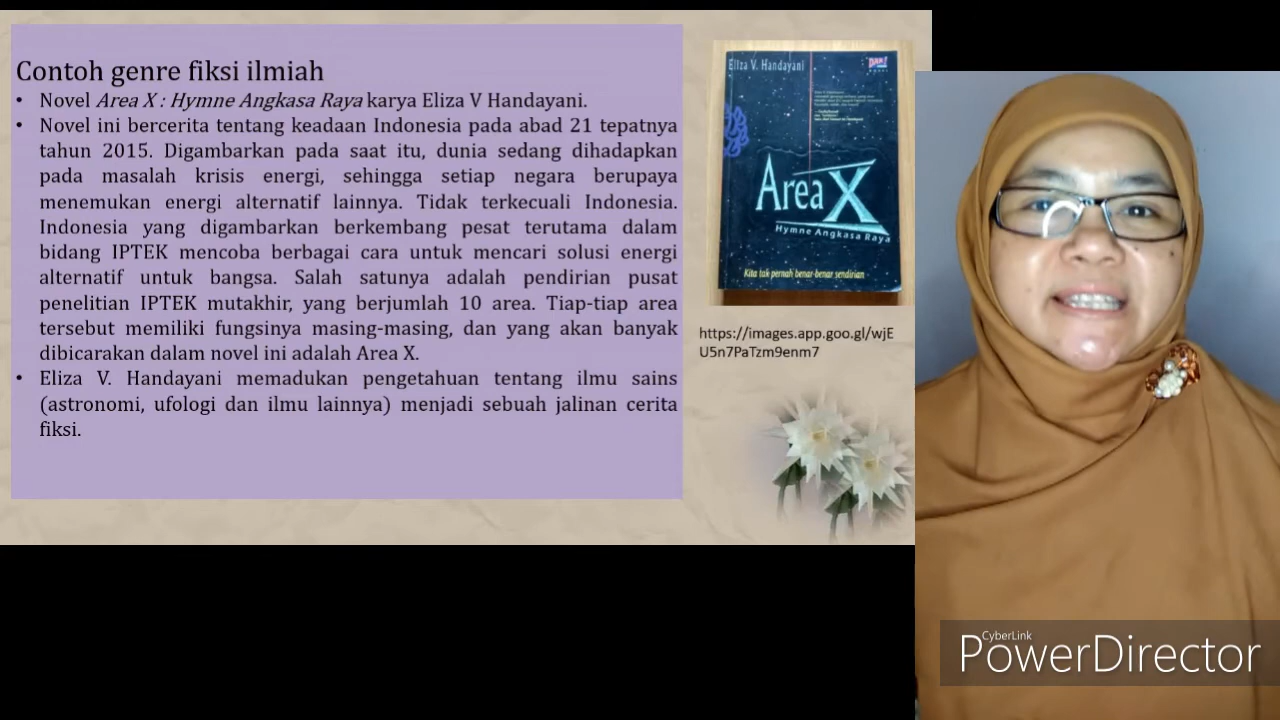 Contoh genre fiksi ilmiah
• Novel Area X : Hymne Angkasa Raya karya Eliza V Handayani.
• Novel ini bercerita tentang keadaan Indonesia pada abad 21 tepatnya
tahun 2015. Digambarkan pada saat itu, dunia sedang dihadapkan
pada masalah krisis energi, sehingga setiap negara berupaya
menemukan energi alternatif lainnya. Tidak terkecuali Indonesia.
Indonesia yang digambarkan berkembang pesat terutama dalam
bidang IPTEK mencoba berbagai cara untuk mencari solusi energi
alternatif untuk bangsa. Salah satunya adalah pendirian pusat
penelitian IPTEK mutakhir, yang berjumlah 10 area. Tiap-tiap area
tersebut memiliki fungsinya masing-masing, dan yang akan banyak
dibicarakan dalam novel ini adalah Area X.
• Eliza V. Handayani memadukan pengetahuan tentang ilmu sains
(astronomi, ufologi dan ilmu lainnya) menjadi sebuah jalinan cerita
fiksi.
Eliza V. Handayani
Area X
Hymne Angkasa Raya
Kita tak pernah benar-benar sendirian
https://images.app.goo.gl/wjE
U5n7PaTzm9enm7
CyberLink
PowerDirector